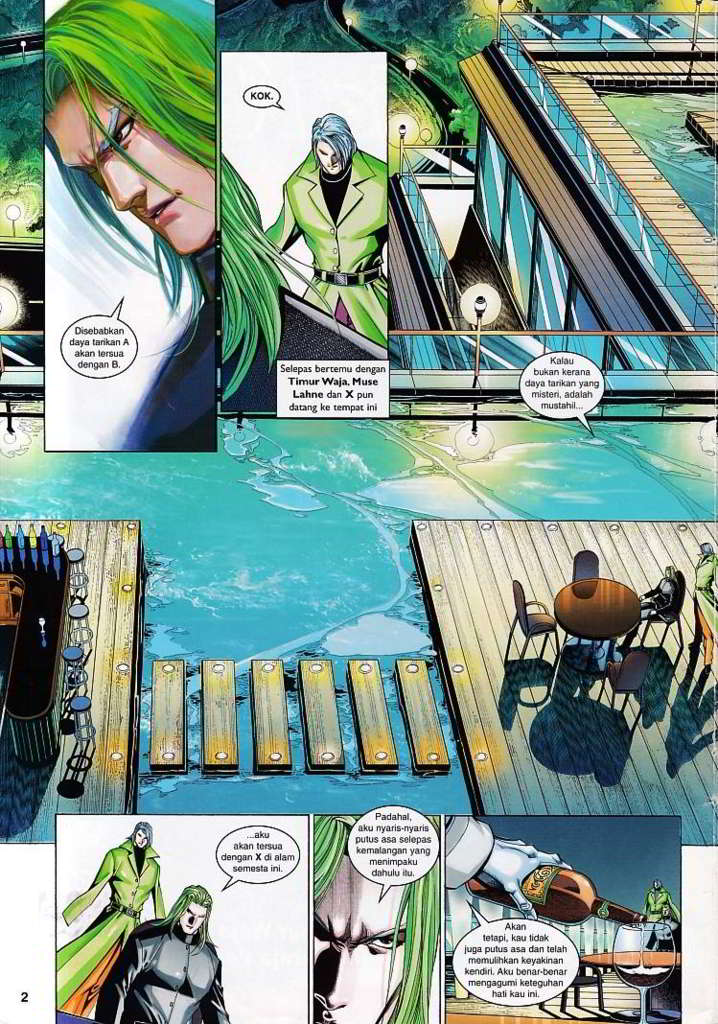 KOK.
Disebabkan
daya tarikan A
akan tersua
dengan B.
Selepas bertemu dengan
Timur Waja, Muse
Lahne dan X pun
datang ke tempat ini
Kalau
bukan kerana
daya tarikan yang
misteri, adalah
mustahil...
...aku
akan tersua
dengan X di alam
semesta ini.
Padahal,
aku nyaris-nyaris
putus asa selepas
kemalangan yang
menimpaku
dahulu itu.
Akan
tetapi, kau tidak
juga putus asa dan telah
memulihkan keyakinan
kendiri. Aku benar-benar
mengagumi keteguhan
hati kau ini.
2